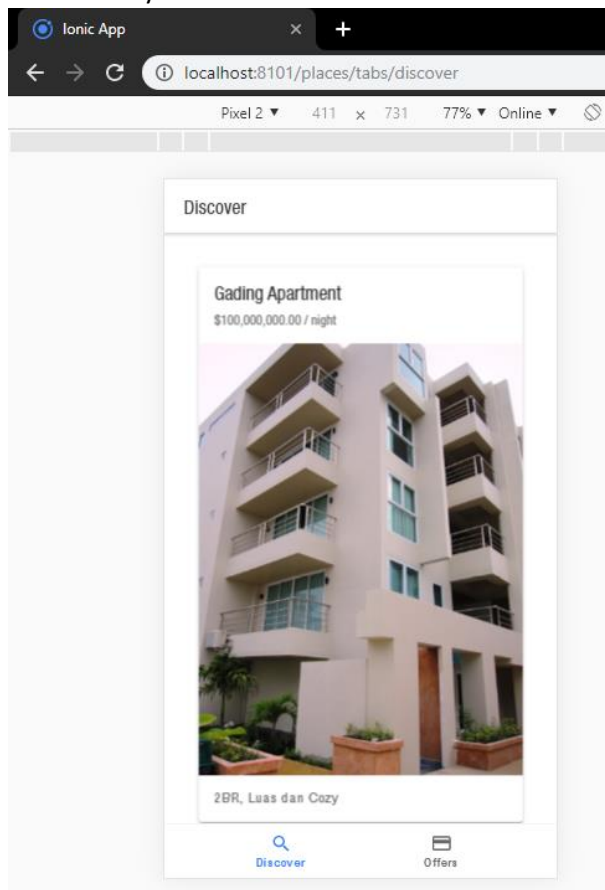 Ionic App × +
localhost:8101/places/tabs/discover
Pixel 2 ▼ 411 x 731 77% ▼ Online ▼
Discover
Gading Apartment
$100,000,000.00 / night
2BR, Luas dan Cozy
Discover Offers